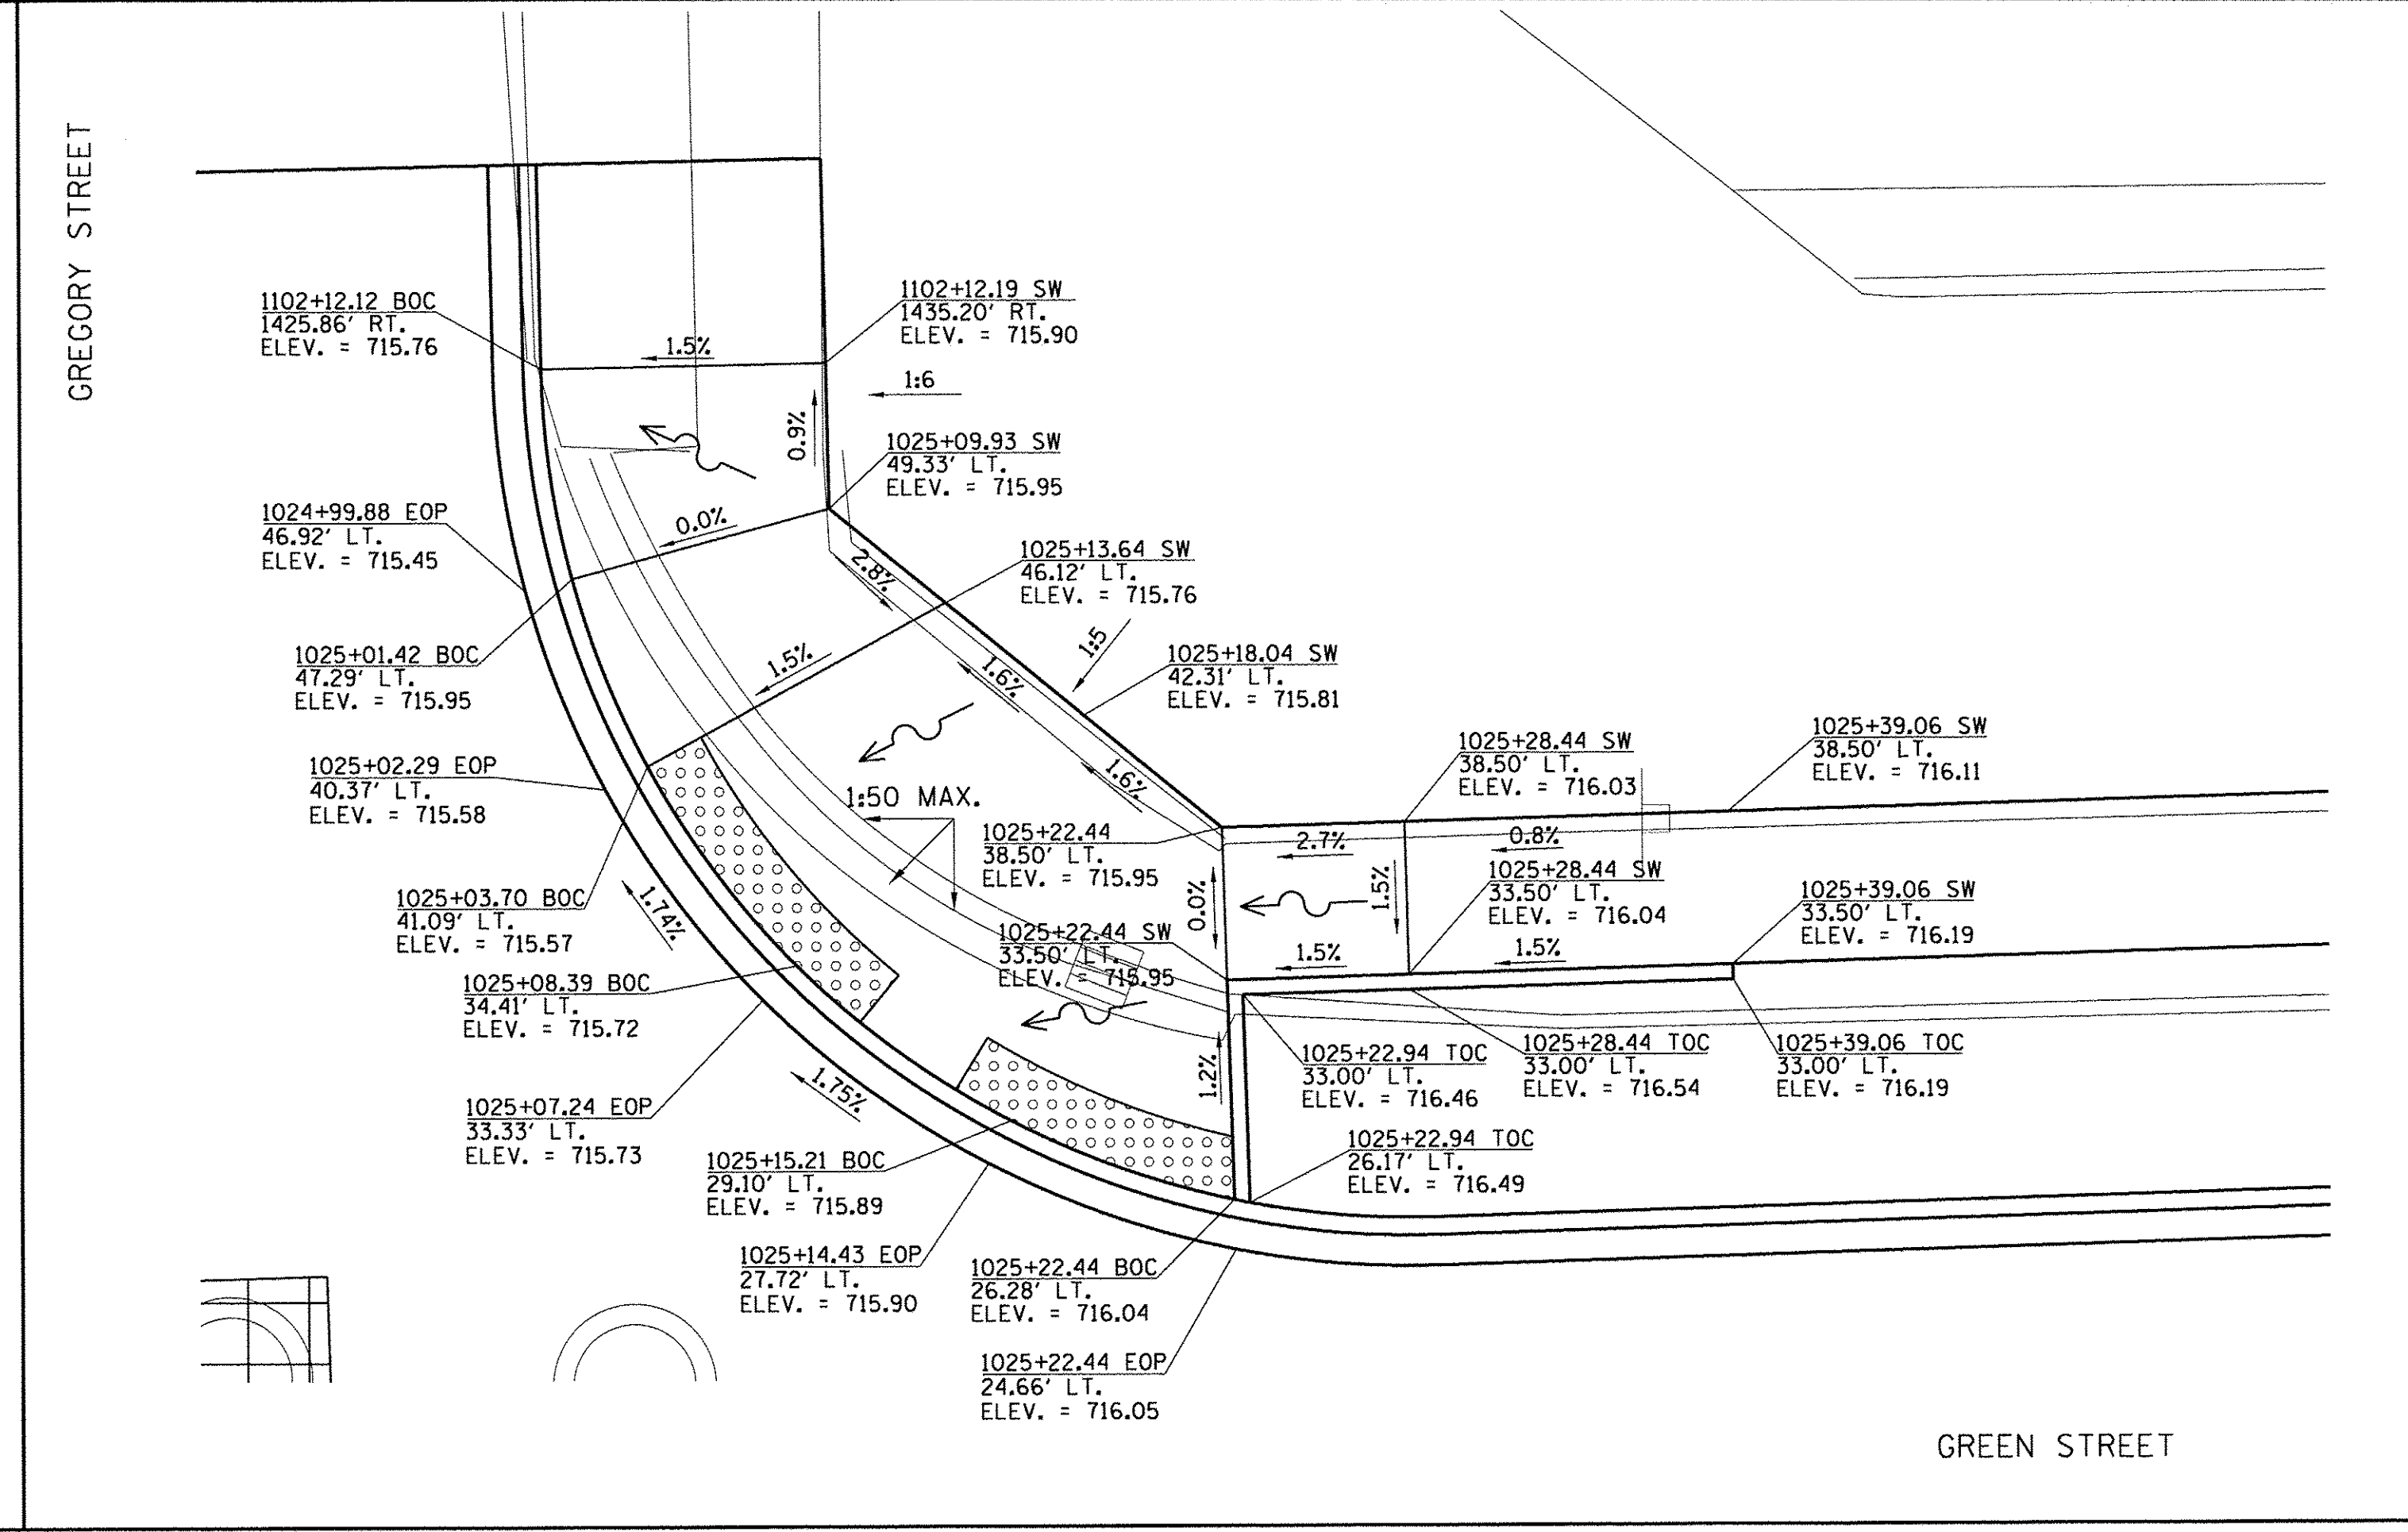 GREGORY STREET
1102+12.12 BOC
1425.86' RT.
ELEV. = 715.76
1102+12.19 SW
1435.20' RT.
ELEV. = 715.90
1.5%
1:6
0.9%
1025+09.93 SW
49.33' LT.
ELEV. = 715.95
1024+99.88 EOP
46.92' LT.
ELEV. = 715.45
0.0%
1025+13.64 SW
46.12' LT.
ELEV. = 715.76
2.8%
1:5
1025+01.42 BOC
47.29' LT.
ELEV. = 715.95
1.5%
1.6%
1025+18.04 SW
42.31' LT.
ELEV. = 715.81
1025+02.29 EOP
40.37' LT.
ELEV. = 715.58
1:50 MAX.
1.6%
1025+28.44 SW
38.50' LT.
ELEV. = 716.03
1025+39.06 SW
38.50' LT.
ELEV. = 716.11
1025+22.44
38.50' LT.
ELEV. = 715.95
2.7%
0.8%
1025+03.70 BOC
41.09' LT.
ELEV. = 715.57
1.74%
0.0%
1.5%
1025+28.44 SW
33.50' LT.
ELEV. = 716.04
1025+39.06 SW
33.50' LT.
ELEV. = 716.19
1025+22.44 SW
33.50' LT.
ELEV. = 715.95
1.5%
1.5%
1025+08.39 BOC
34.41' LT.
ELEV. = 715.72
1.2%
1025+22.94 TOC
33.00' LT.
ELEV. = 716.46
1025+28.44 TOC
33.00' LT.
ELEV. = 716.54
1025+39.06 TOC
33.00' LT.
ELEV. = 716.19
1.75%
1025+07.24 EOP
33.33' LT.
ELEV. = 715.73
1025+15.21 BOC
29.10' LT.
ELEV. = 715.89
1025+22.94 TOC
26.17' LT.
ELEV. = 716.49
1025+14.43 EOP
27.72' LT.
ELEV. = 715.90
1025+22.44 BOC
26.28' LT.
ELEV. = 716.04
1025+22.44 EOP
24.66' LT.
ELEV. = 716.05
GREEN STREET